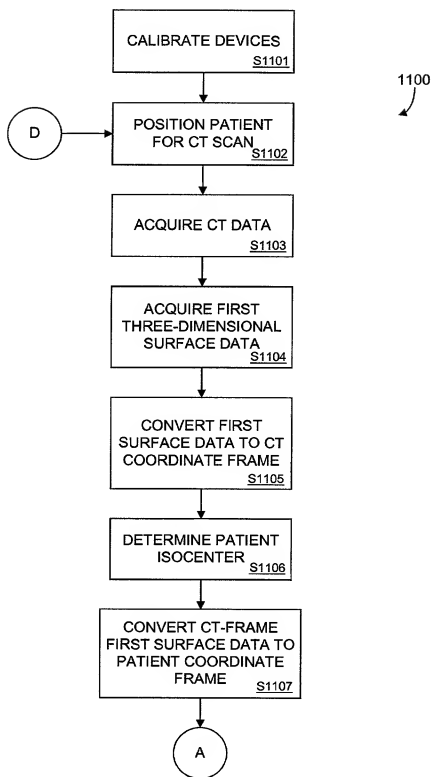 CALIBRATE DEVICES
S1101
1100
D
POSITION PATIENT
FOR CT SCAN
S1102
ACQUIRE CT DATA
S1103
ACQUIRE FIRST
THREE-DIMENSIONAL
SURFACE DATA
S1104
CONVERT FIRST
SURFACE DATA TO CT
COORDINATE FRAME
S1105
DETERMINE PATIENT
ISOCENTER
S1106
CONVERT CT-FRAME
FIRST SURFACE DATA TO
PATIENT COORDINATE
FRAME
S1107
A